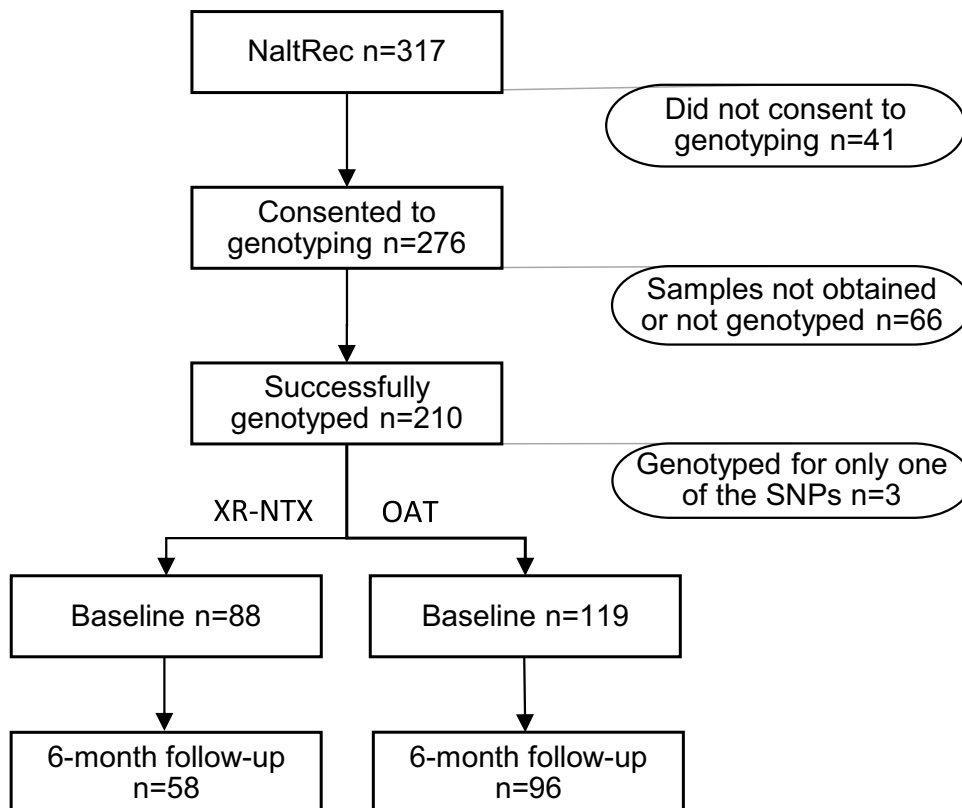 NaltRec n=317
Did not consent to
genotyping n=41
Consented to
genotyping n=276
Samples not obtained
or not genotyped n=66
Successfully
genotyped n=210
Genotyped for only one
of the SNPs n=3
XR-NTX
OAT
Baseline n=88
Baseline n=119
6-month follow-up
n=58
6-month follow-up
n=96